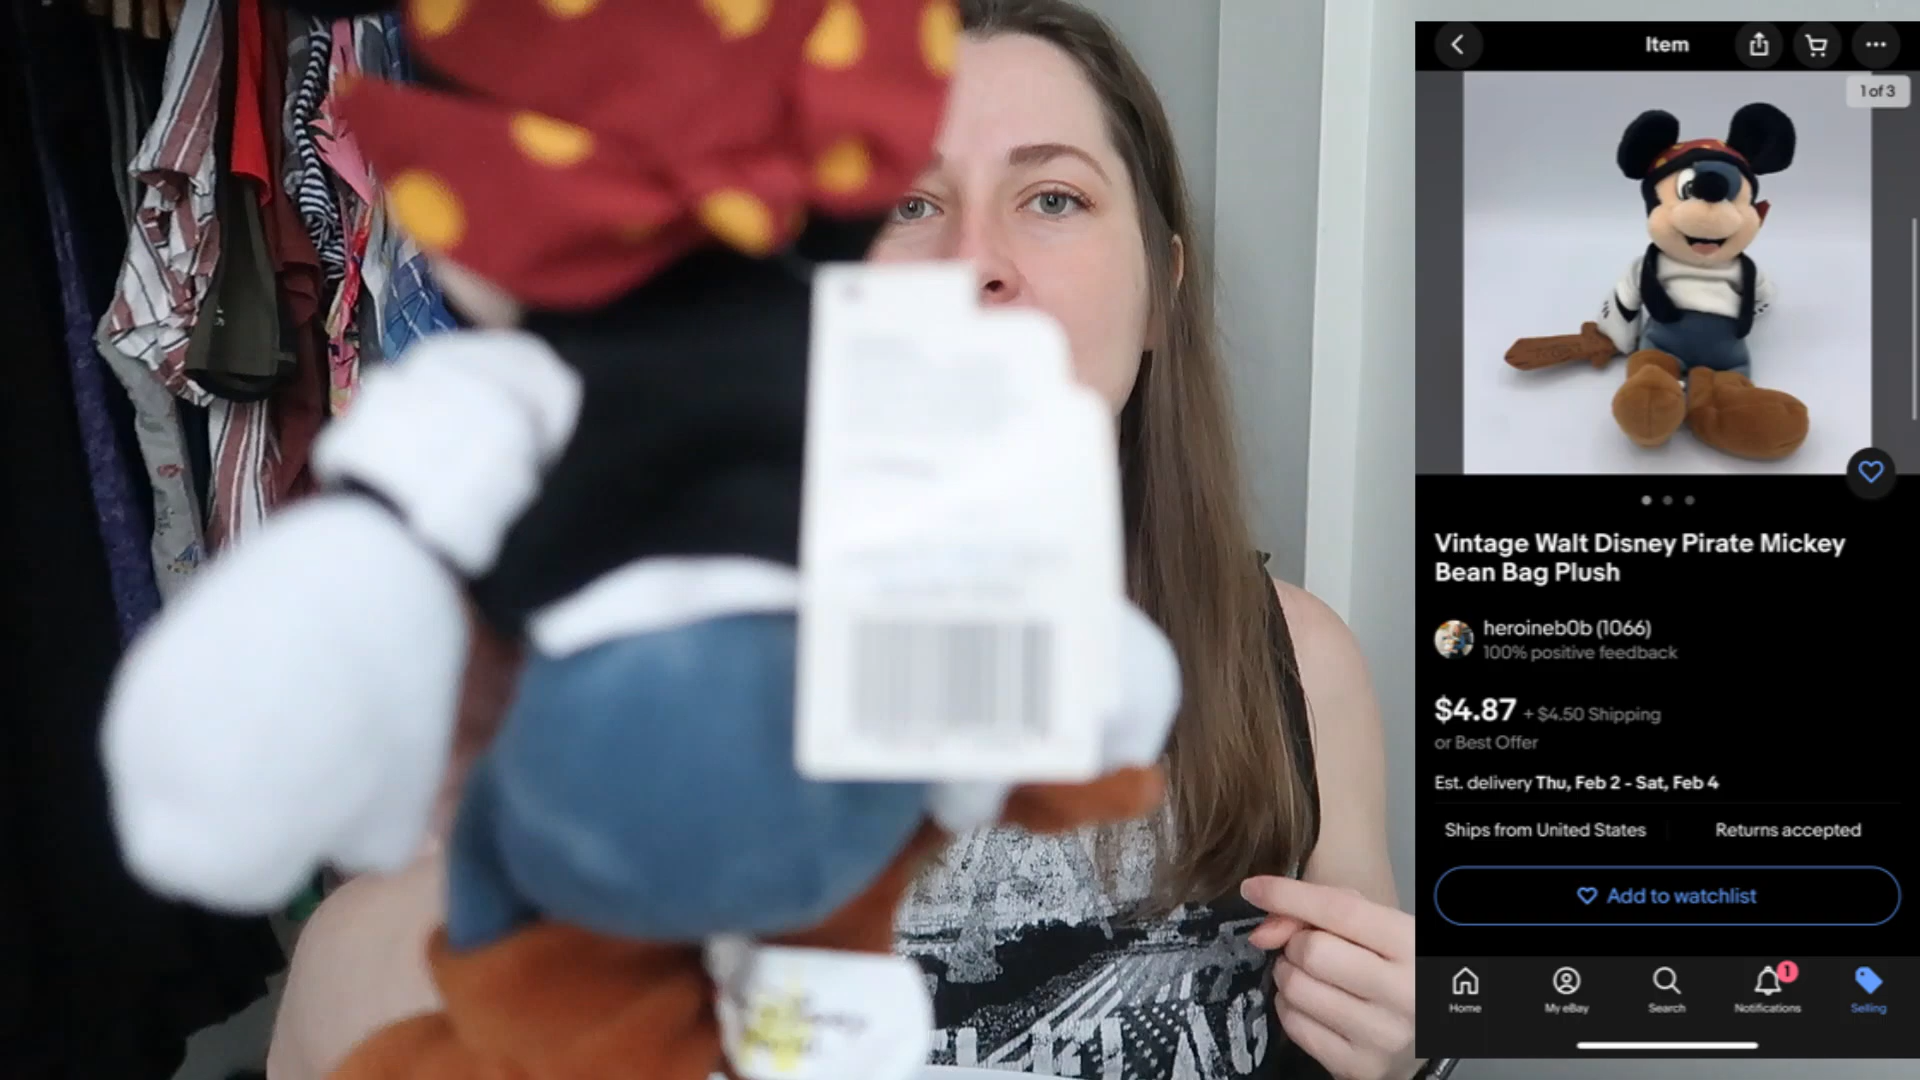 Item
1 of 3
Vintage Walt Disney Pirate Mickey
Bean Bag Plush
heroineb0b (1066)
100% positive feedback
$4.87 + $4.50 Shipping
or Best Offer
Est. delivery Thu, Feb 2 - Sat, Feb 4
Ships from United States
Returns accepted
Add to watchlist
1
Home
My eBay
Search
Notifications
Selling